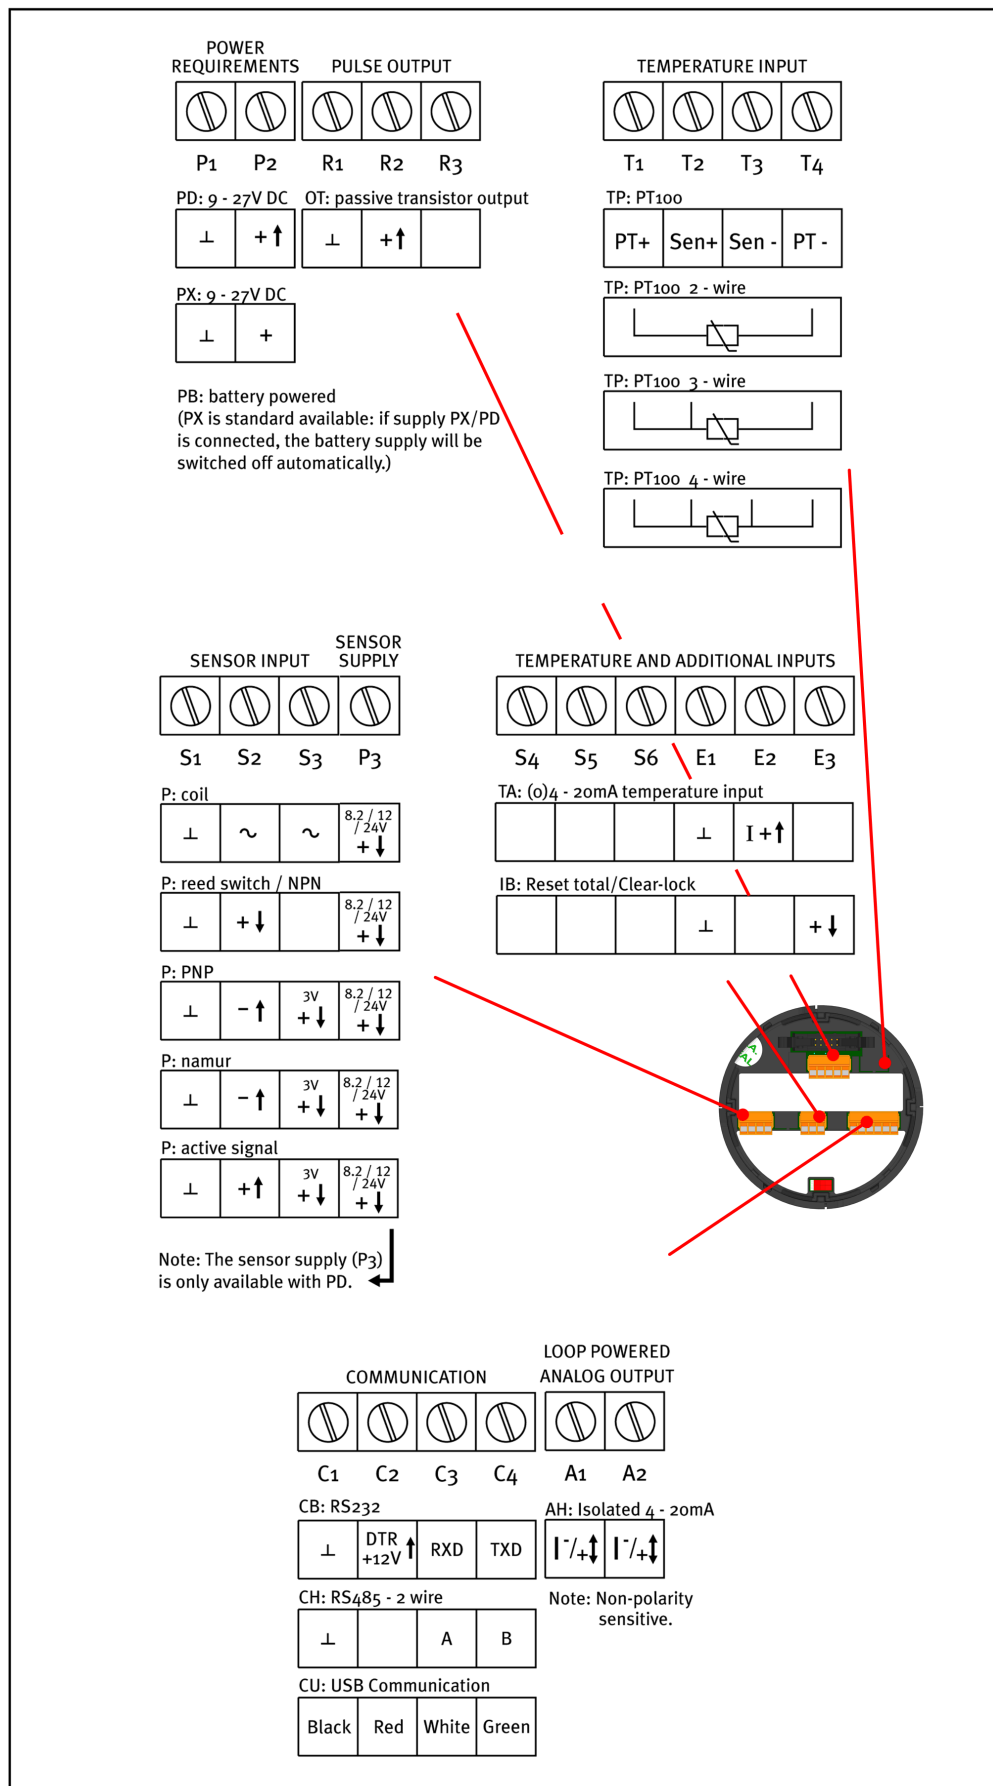 POWER
REQUIREMENTS
PULSE OUTPUT
P1 P2 R1 R2 R3
PD: 9 - 27V DC
OT: passive transistor output
⊥ + ⊥ +
PX: 9 - 27V DC
⊥ +
PB: battery powered
(PX is standard available: if supply PX/PD
is connected, the battery supply will be
switched off automatically.)
TEMPERATURE INPUT
T1 T2 T3 T4
TP: PT100
PT+ Sen+ Sen - PT -
TP: PT100 2 - wire
TP: PT100 3 - wire
TP: PT100 4 - wire
SENSOR INPUT
SENSOR
SUPPLY
S1 S2 S3 P3
P: coil
⊥ ~ ~ 8.2 / 12
/ 24V
+
P: reed switch / NPN
⊥ + 8.2 / 12
/ 24V
+
P: PNP
⊥ - 3V
+
8.2 / 12
/ 24V
+
P: namur
⊥ - 3V
+
8.2 / 12
/ 24V
+
P: active signal
⊥ + 3V
+
8.2 / 12
/ 24V
+
Note: The sensor supply (P3)
is only available with PD.
TEMPERATURE AND ADDITIONAL INPUTS
S4 S5 S6 E1 E2 E3
TA: (0)4 - 20mA temperature input
⊥ I +
IB: Reset total/Clear-lock
⊥ +
A.
AL
COMMUNICATION
C1 C2 C3 C4
CB: RS232
⊥ DTR
+12V
RXD TXD
CH: RS485 - 2 wire
⊥ A B
CU: USB Communication
Black Red White Green
LOOP POWERED
ANALOG OUTPUT
A1 A2
AH: Isolated 4 - 20mA
I -/+ I -/+
Note: Non-polarity
sensitive.